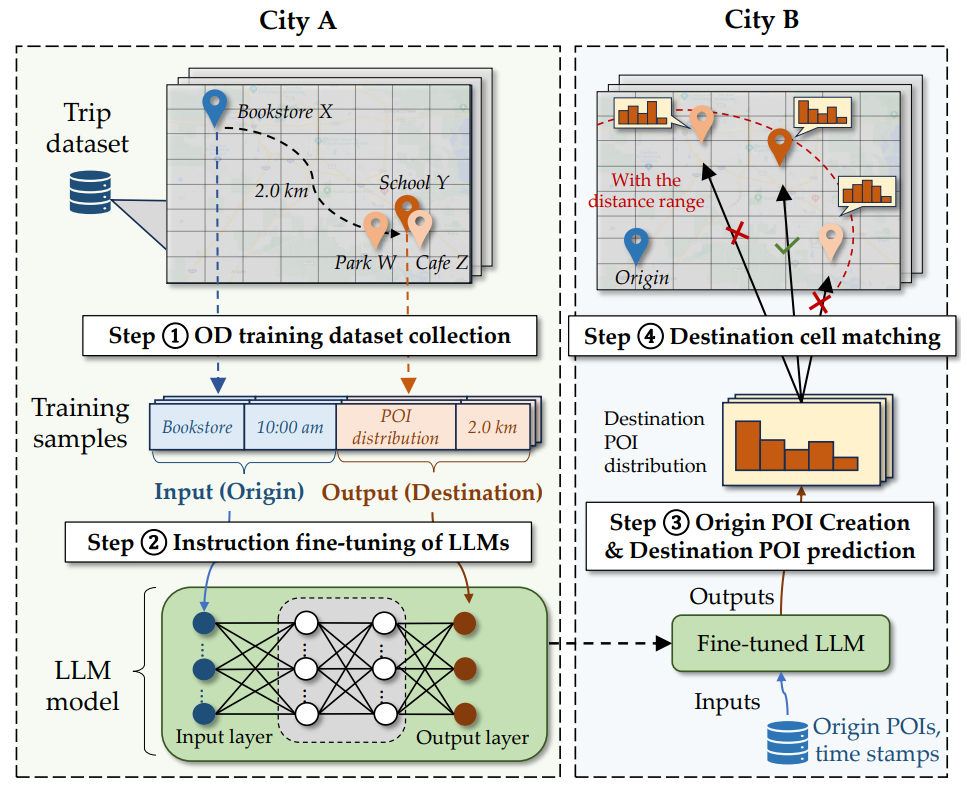 City A
Trip
dataset
Bookstore X
2.0 km
School Y
Park W
Cafe Z
Step ① OD training dataset collection
Training
samples
Bookstore
10:00 am
POI
distribution
2.0 km
Input (Origin)
Output (Destination)
Step ② Instruction fine-tuning of LLMs
LLM
model
Input layer
Output layer
City B
With the
distance range
Origin
Step ④ Destination cell matching
Destination
POI
distribution
Step ③ Origin POI Creation
& Destination POI prediction
Outputs
Fine-tuned LLM
Inputs
Origin POIs,
time stamps